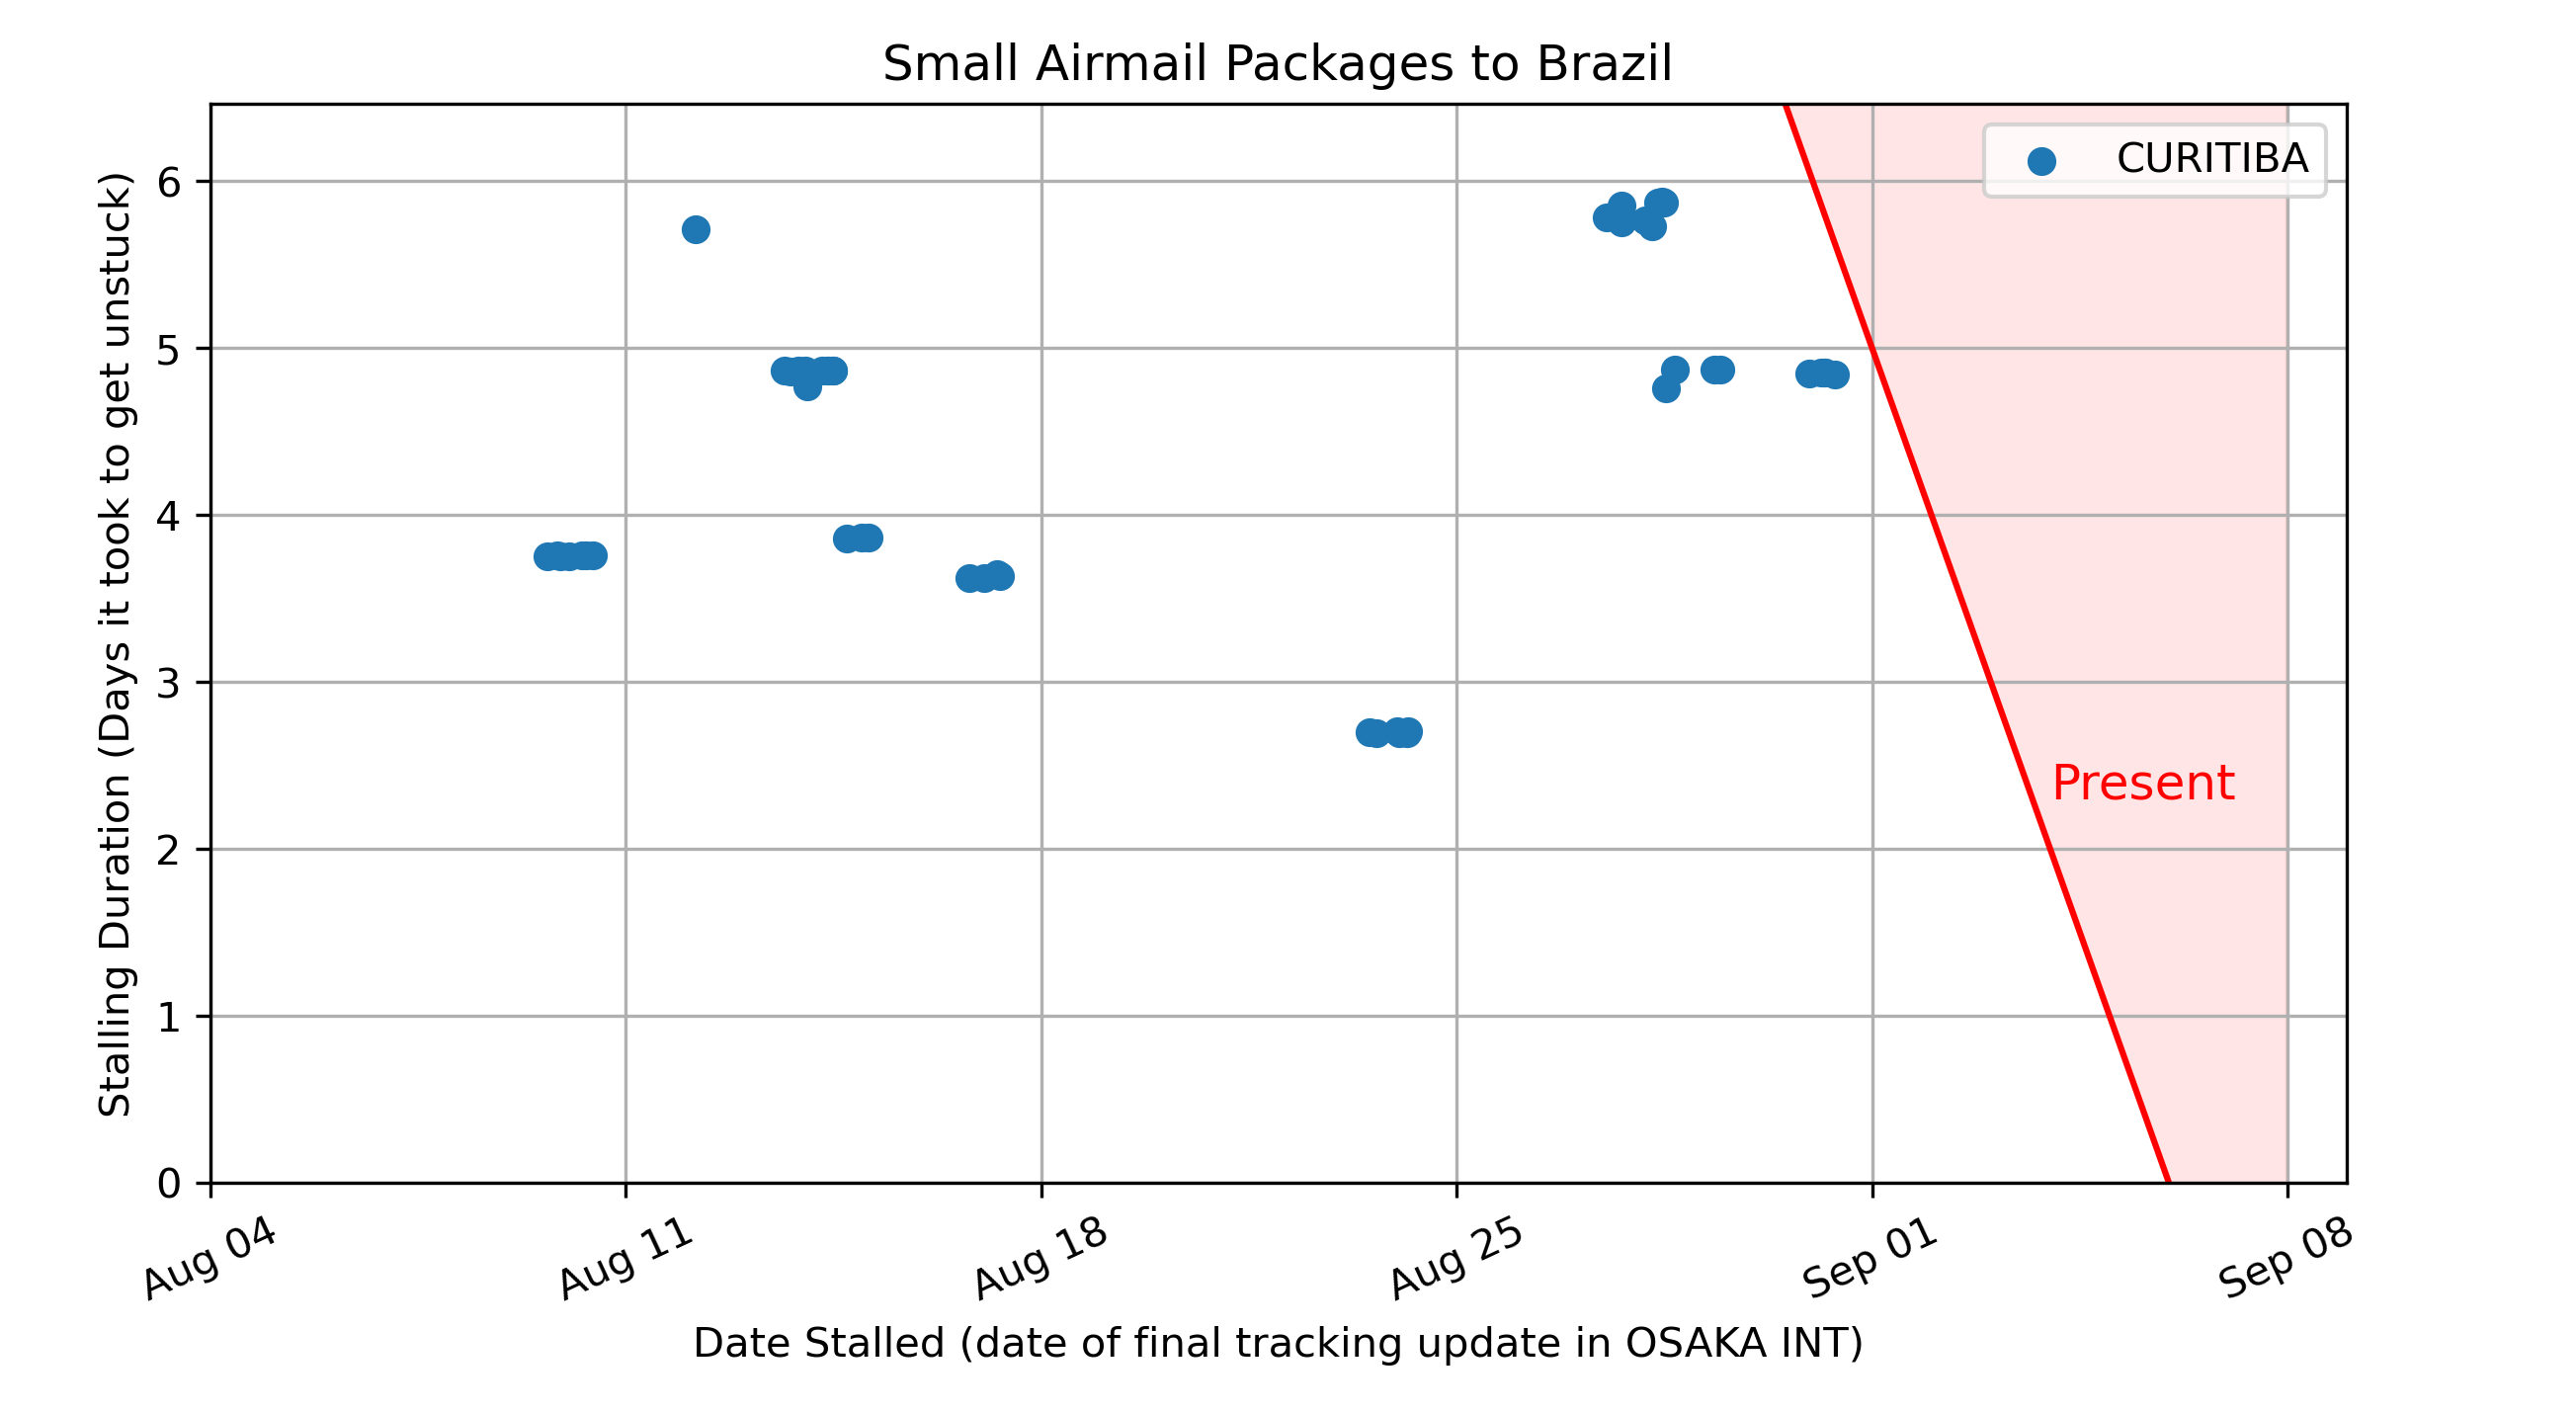 Small Airmail Packages to Brazil
CURITIBA
Stalling Duration (Days it took to get unstuck)
6
5
4
3
2
1
0
Present
Aug 04
Aug 11
Aug 18
Aug 25
Sep 01
Sep 08
Date Stalled (date of final tracking update in OSAKA INT)